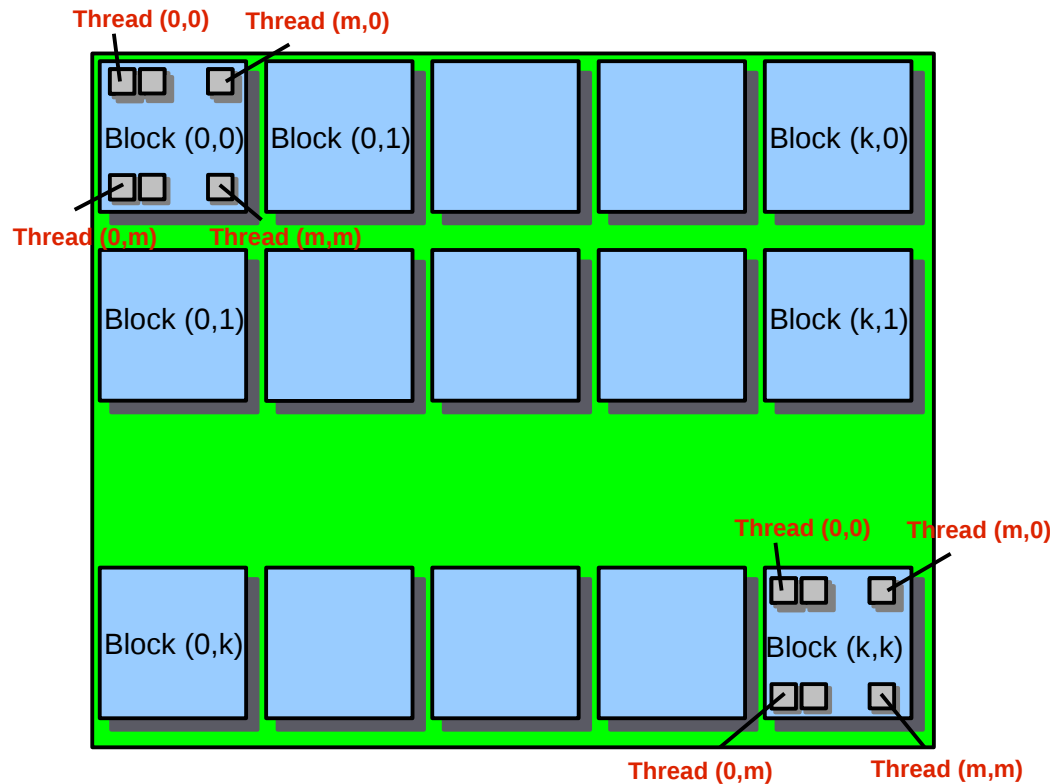 Thread (0,0)
Thread (m,0)
Block (0,0)
Block (0,1)
Block (k,0)
Thread (0,m)
Thread (m,m)
Block (0,1)
Block (k,1)
Thread (0,0)
Thread (m,0)
Block (0,k)
Block (k,k)
Thread (0,m)
Thread (m,m)